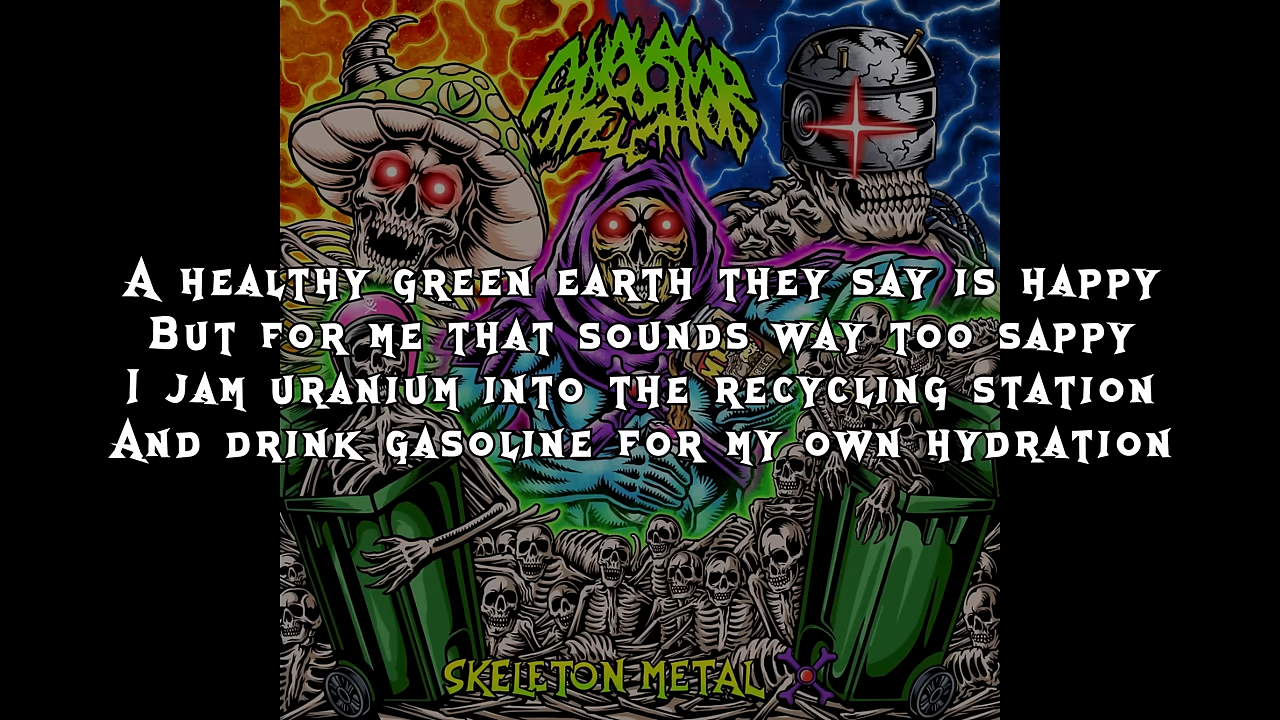 A healthy green earth they say is happy
But for me that sounds way too sappy
I jam uranium into the recycling station
And drink gasoline for my own hydration
Skeleton Metal